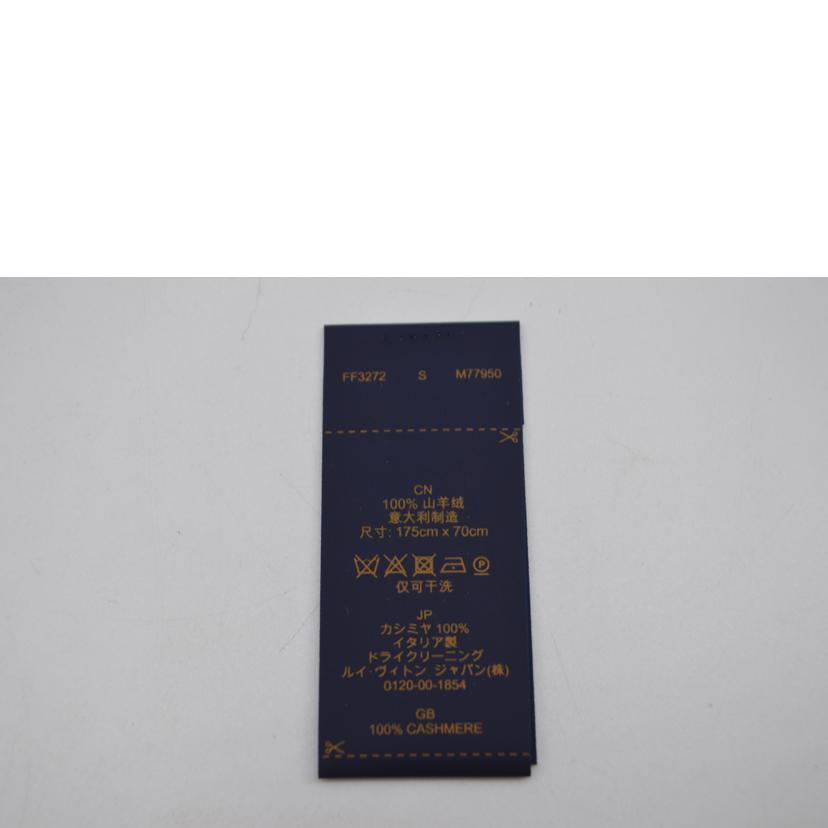 FF3272 S M77950
CN
100% 山羊绒
意大利制造
尺寸: 175cm x 70cm
P
仅可干洗
JP
カシミヤ 100%
イタリア製
ドライクリーニング
ルイ・ヴィトン ジャパン(株)
0120-00-1854
GB
100% CASHMERE